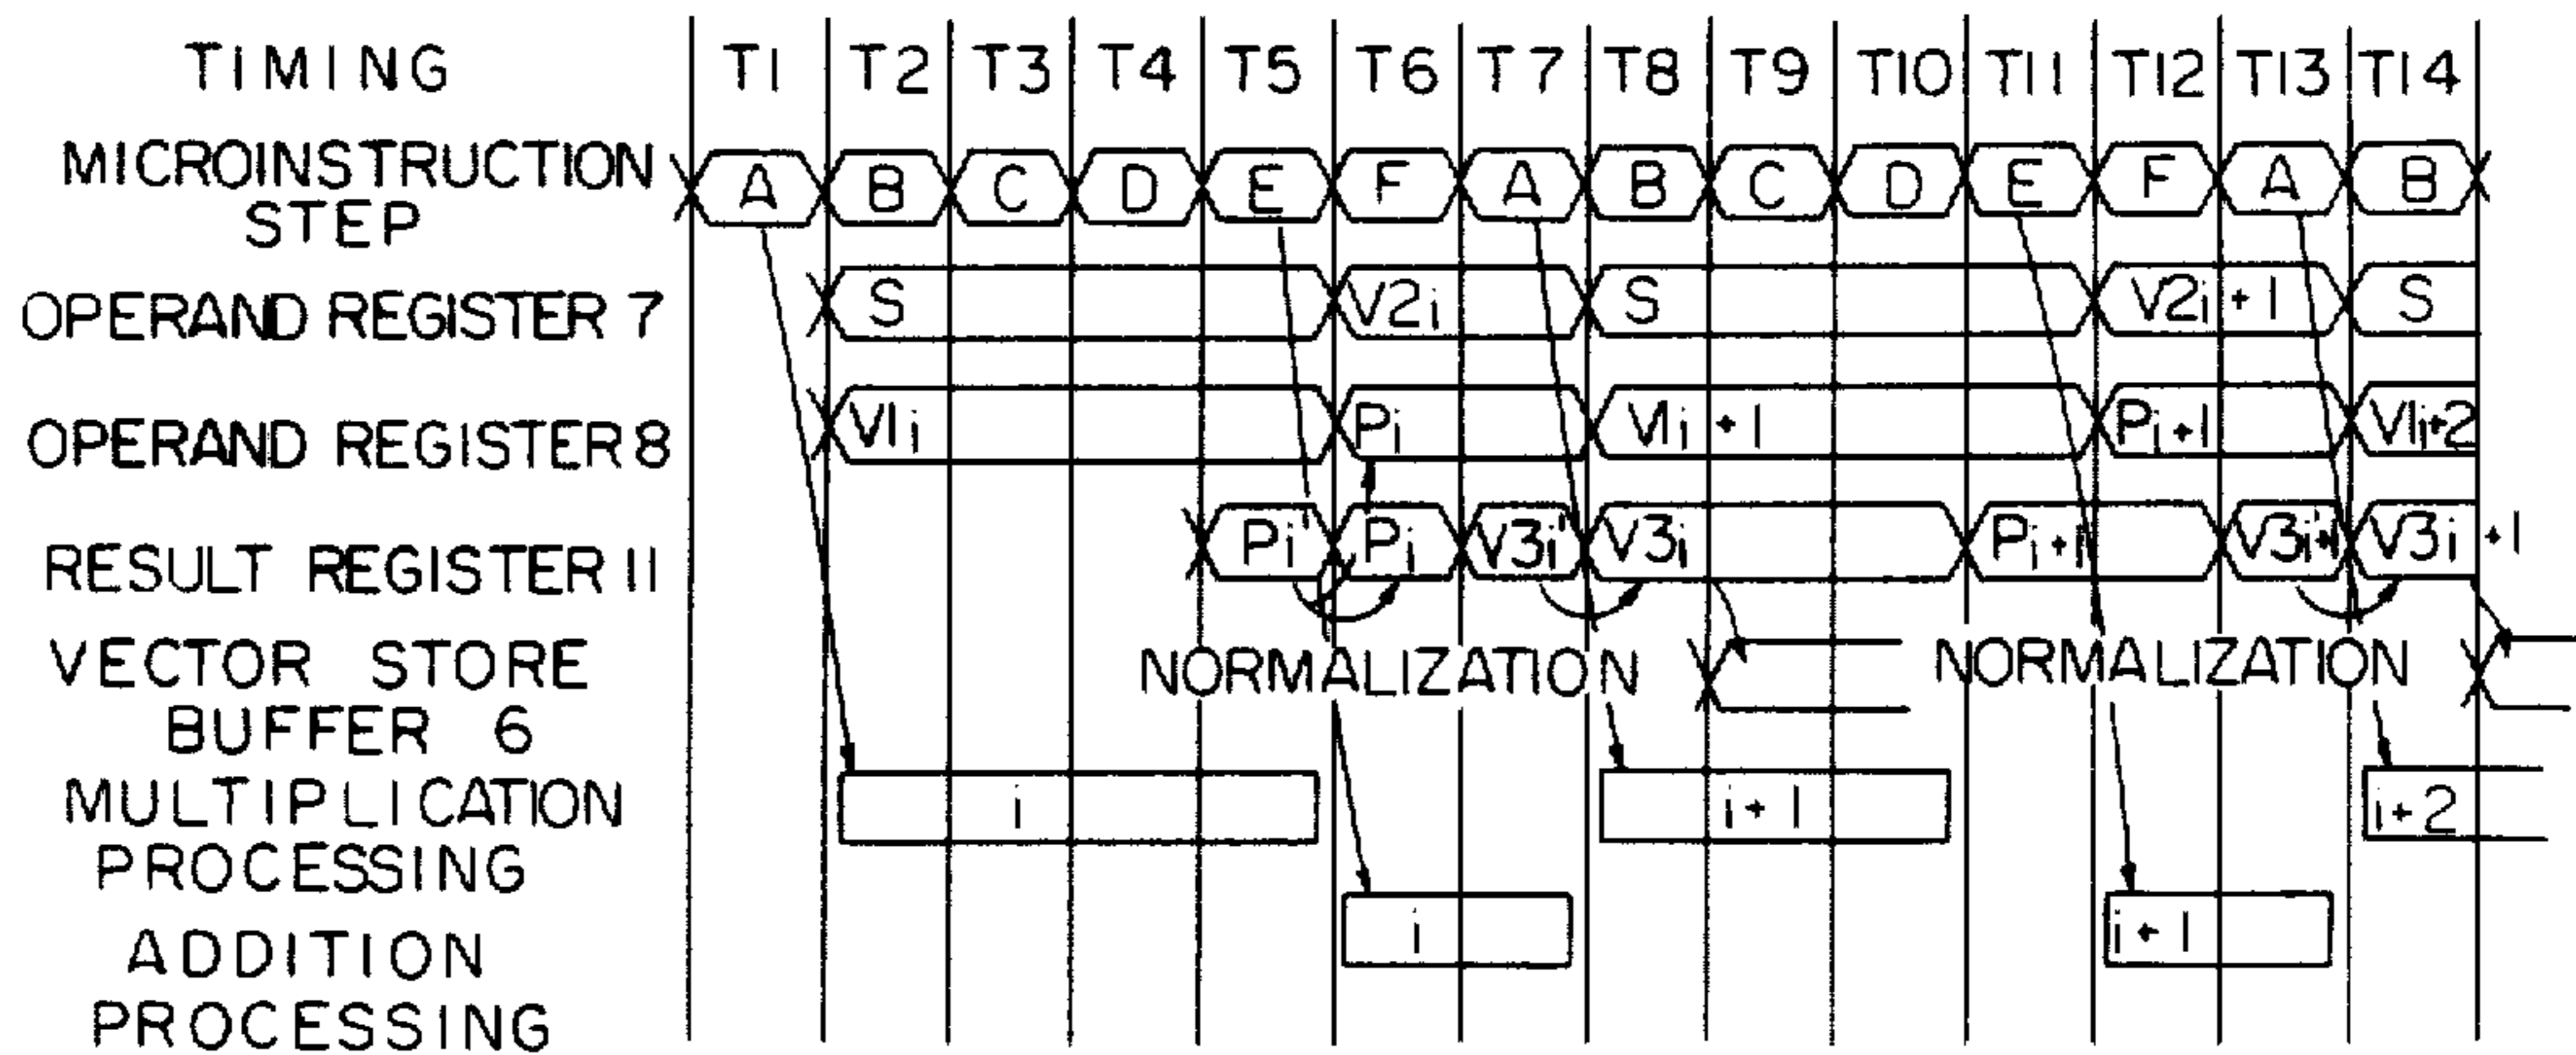 TIMING T1 T2 T3 T4 T5 T6 T7 T8 T9 T10 T11 T12 T13 T14
MICROINSTRUCTION STEP A B C D E F A B C D E F A B
OPERAND REGISTER 7 S V2i S V2i+1 S
OPERAND REGISTER 8 V1i Pi V1i+1 Pi+1 V1i+2
RESULT REGISTER 11 Pi' Pi V3i' V3i Pi+1 V3i+1' V3i+1
VECTOR STORE BUFFER 6 NORMALIZATION NORMALIZATION
MULTIPLICATION PROCESSING i i+1 i+2
ADDITION PROCESSING i i+1